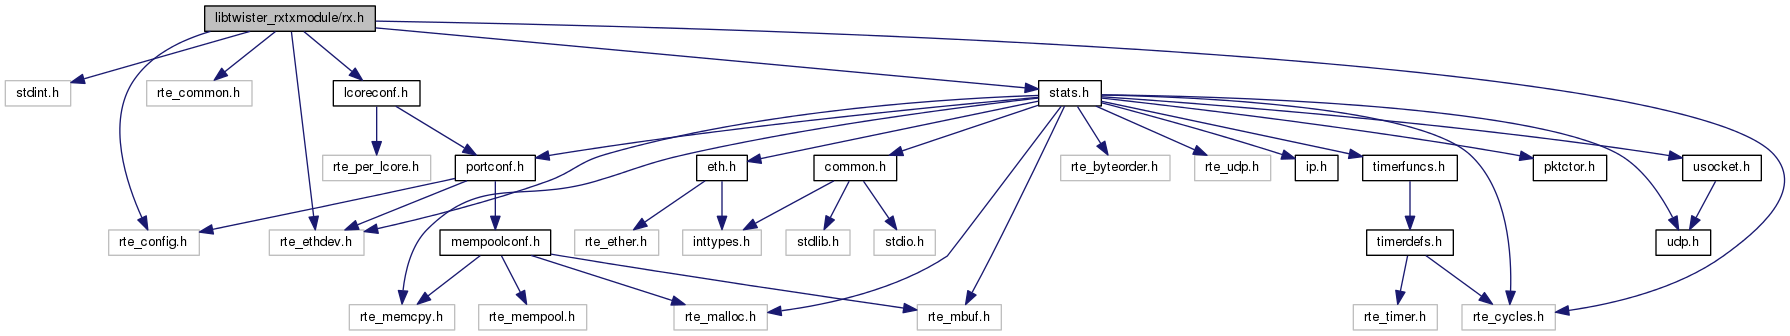 libtwister_rxtxmodule/rx.h
stdint.h
rte_common.h
lcoreconf.h
stats.h
rte_per_lcore.h
portconf.h
eth.h
common.h
rte_byteorder.h
rte_udp.h
ip.h
timerfuncs.h
pktctor.h
usocket.h
rte_config.h
rte_ethdev.h
mempoolconf.h
rte_ether.h
inttypes.h
stdlib.h
stdio.h
timerdefs.h
udp.h
rte_memcpy.h
rte_mempool.h
rte_malloc.h
rte_mbuf.h
rte_timer.h
rte_cycles.h